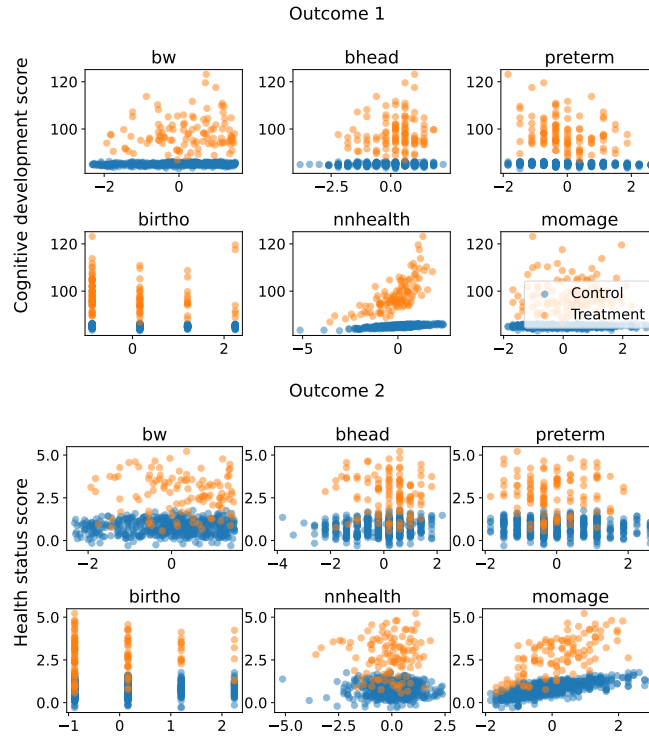 Outcome 1
bw bhead preterm
Cognitive development score
120
100
−2 0
−2.5 0.0
120
100
−2 0 2
birtho nnhealth momage
120
100
0 2
120
100
−5 0
120
100
−2 0 2
Control
Treatment
Outcome 2
bw bhead preterm
Health status score
5.0
2.5
0.0
−2 0
5.0
2.5
0.0
−4 −2 0 2
5.0
2.5
0.0
−2 0 2
birtho nnhealth momage
5.0
2.5
0.0
−1 0 1 2
5.0
2.5
0.0
−5.0 −2.5 0.0 2.5
5.0
2.5
0.0
−2 0 2